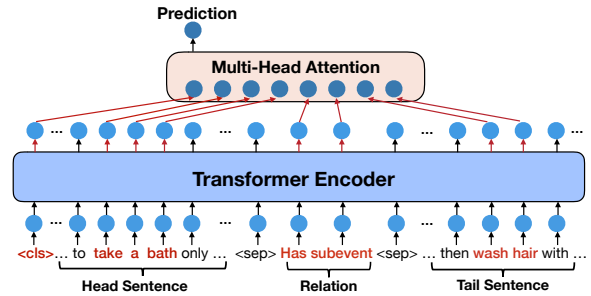 Prediction
Multi-Head Attention
...
...
...
...
Transformer Encoder
...
...
...
<cls>... to take a bath only ... <sep> Has subevent <sep> ... then wash hair with ...
Head Sentence Relation Tail Sentence